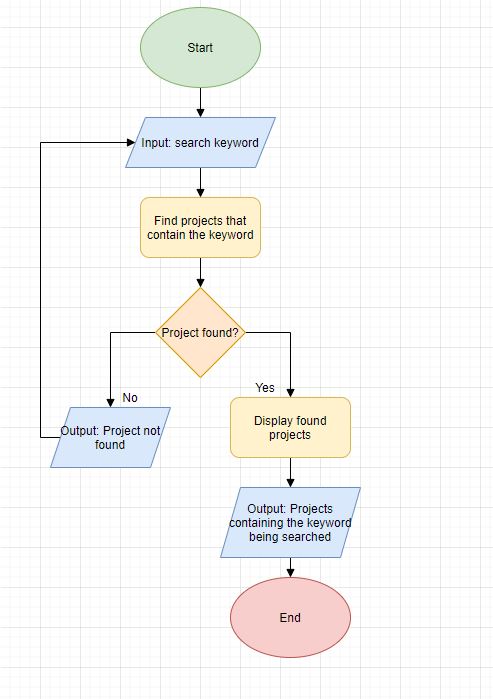 Start
Input: search keyword
Find projects that
contain the keyword
Project found?
No
Yes
Output: Project not
found
Display found
projects
Output: Projects
containing the keyword
being searched
End